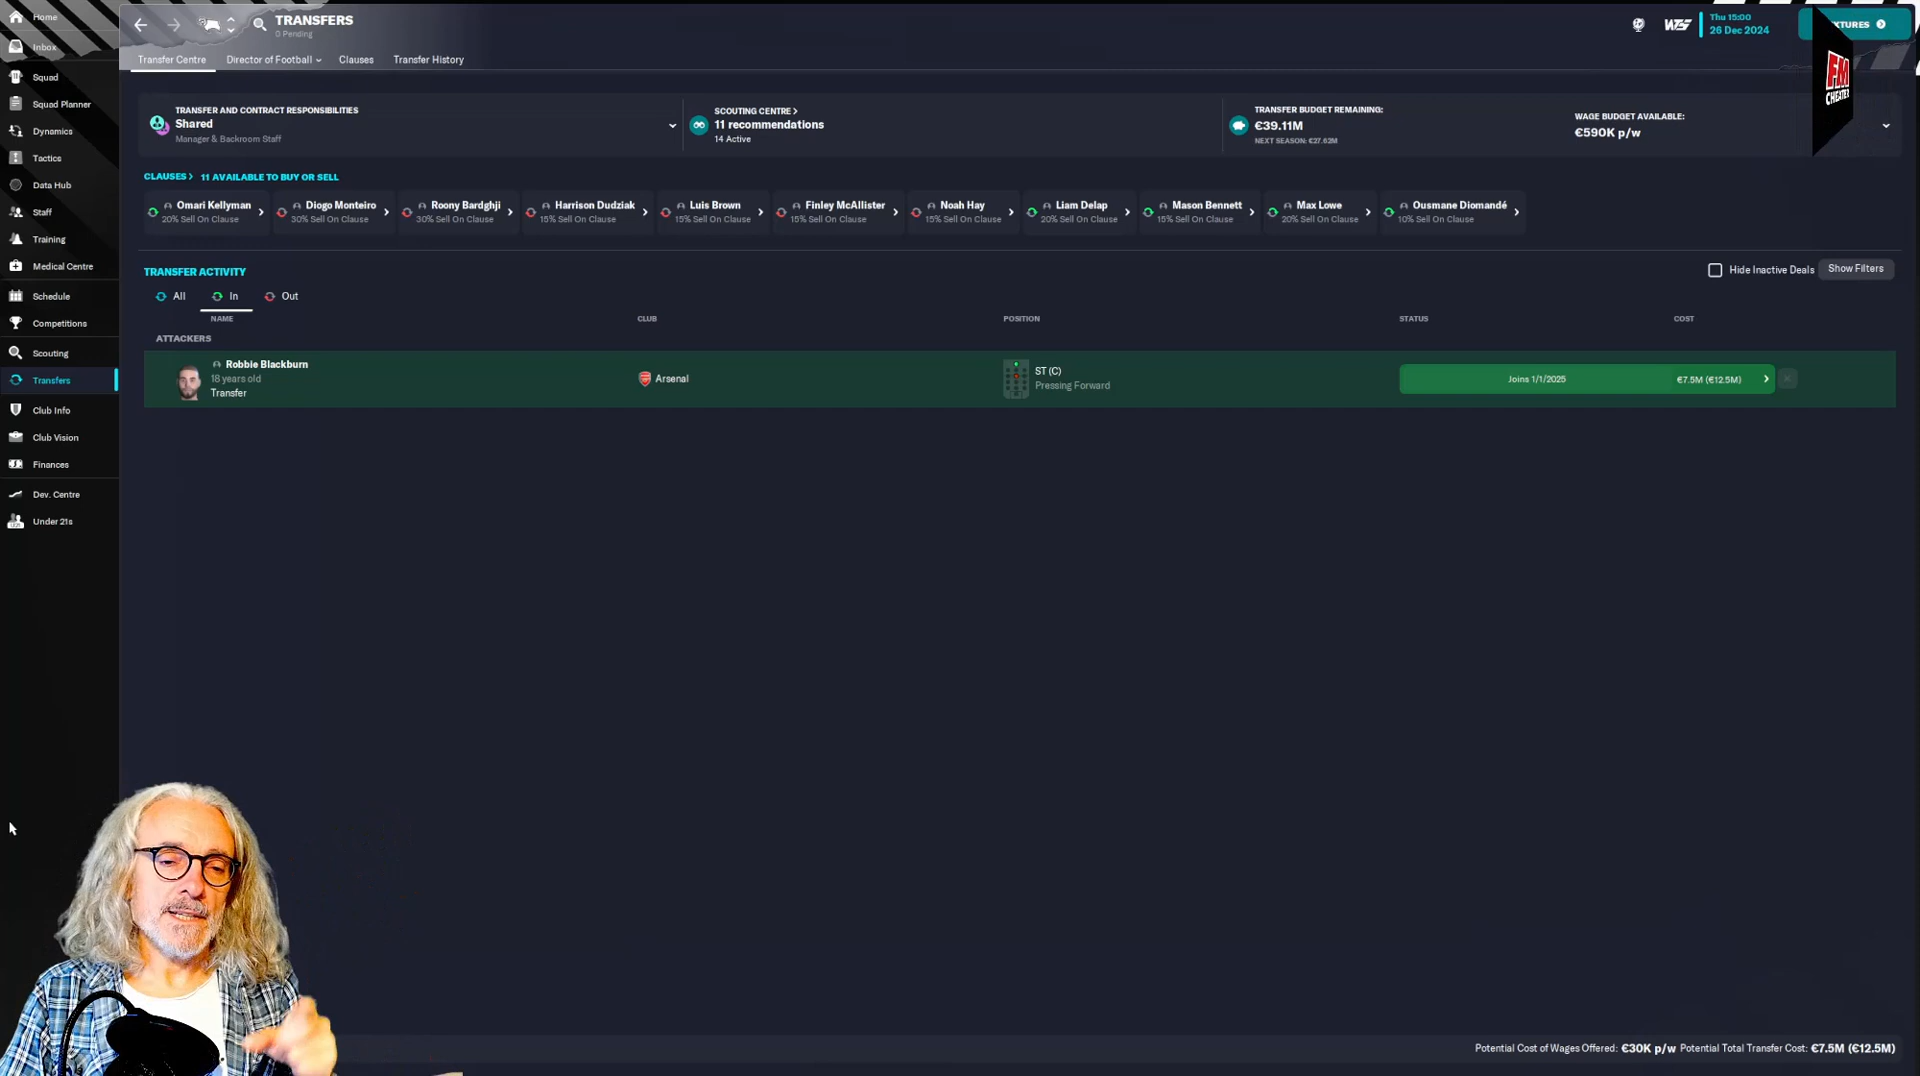 Home
Inbox
Squad
Squad Planner
Dynamics
Tactics
Data Hub
Staff
Training
Medical Centre
Schedule
Competitions
Scouting
Transfers
Club Info
Club Vision
Finances
Dev. Centre
Under 21s
TRANSFERS
0 Pending
Thu 15:00
26 Dec 2024
FM
CHEATER
Transfer Centre
Director of Football
Clauses
Transfer History
TRANSFER AND CONTRACT RESPONSIBILITIES
Shared
Manager & Backroom Staff
SCOUTING CENTRE >
11 recommendations
14 Active
TRANSFER BUDGET REMAINING:
€39.11M
NEXT SEASON: €27.62M
WAGE BUDGET AVAILABLE:
€590K p/w
CLAUSES > 11 AVAILABLE TO BUY OR SELL
Omari Kellyman
20% Sell On Clause
Diogo Monteiro
30% Sell On Clause
Roony Bardghji
30% Sell On Clause
Harrison Dudziak
15% Sell On Clause
Luis Brown
15% Sell On Clause
Finley McAllister
15% Sell On Clause
Noah Hay
15% Sell On Clause
Liam Delap
20% Sell On Clause
Mason Bennett
15% Sell On Clause
Max Lowe
20% Sell On Clause
Ousmane Diomandé
10% Sell On Clause
TRANSFER ACTIVITY
Hide Inactive Deals
Show Filters
All
In
Out
NAME
CLUB
POSITION
STATUS
COST
ATTACKERS
Robbie Blackburn
18 years old
Transfer
Arsenal
ST (C)
Pressing Forward
Joins 1/1/2025
€7.5M (€12.5M)
Potential Cost of Wages Offered: €30K p/w Potential Total Transfer Cost: €7.5M (€12.5M)